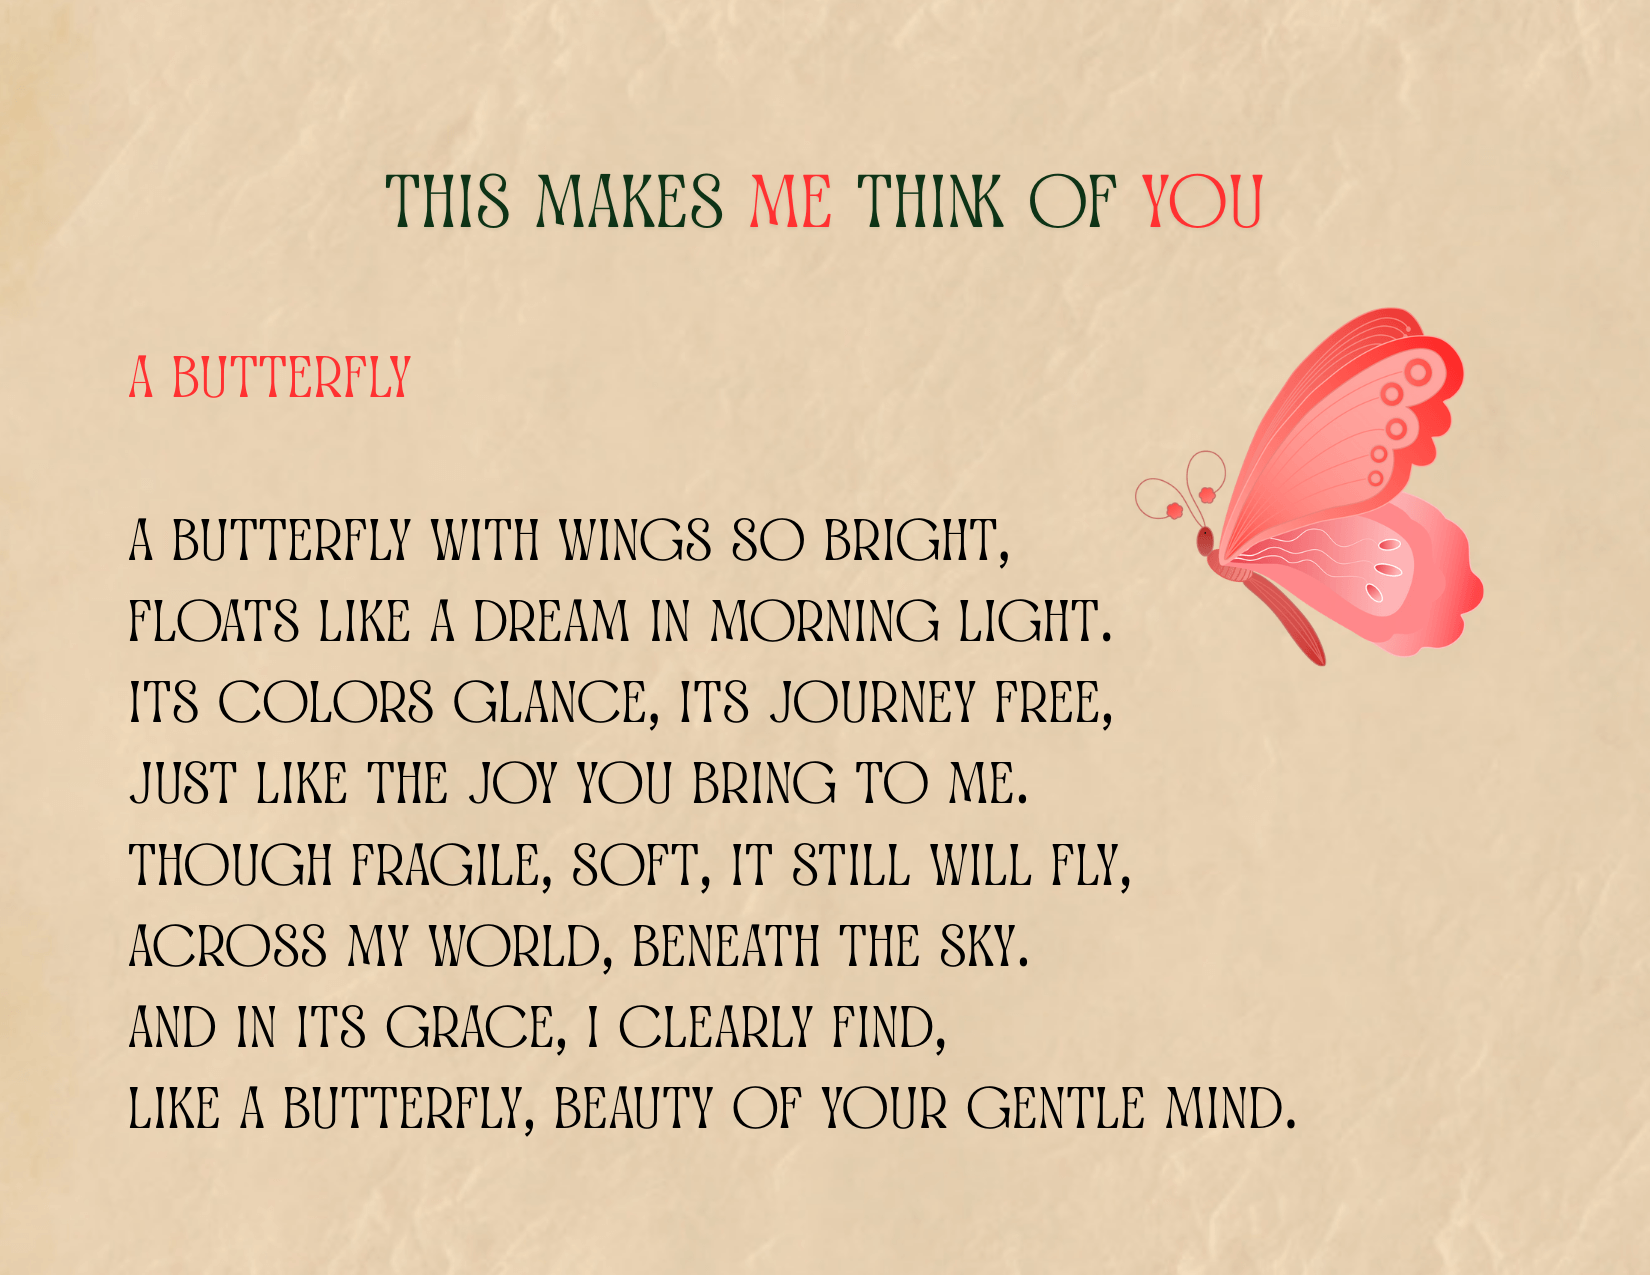 THIS MAKES ME THINK OF YOU
A BUTTERFLY
A BUTTERFLY WITH WINGS SO BRIGHT,
FLOATS LIKE A DREAM IN MORNING LIGHT.
ITS COLORS GLANCE, ITS JOURNEY FREE,
JUST LIKE THE JOY YOU BRING TO ME.
THOUGH FRAGILE, SOFT, IT STILL WILL FLY,
ACROSS MY WORLD, BENEATH THE SKY.
AND IN ITS GRACE, I CLEARLY FIND,
LIKE A BUTTERFLY, BEAUTY OF YOUR GENTLE MIND.